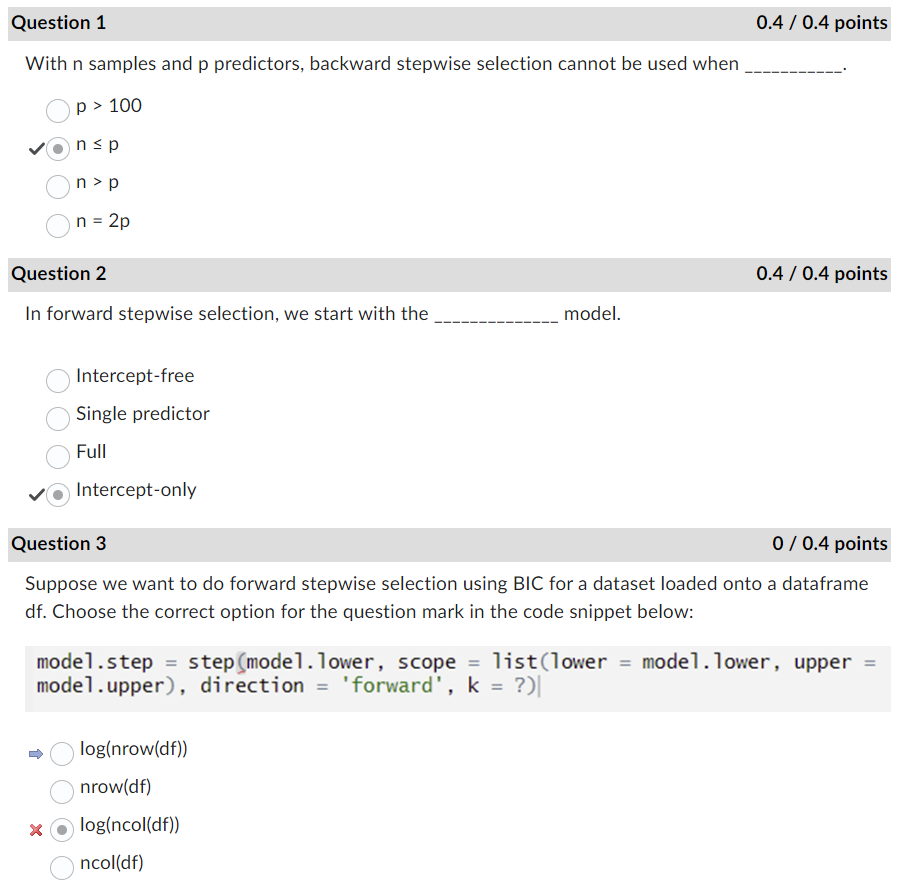 Question 1 0.4 / 0.4 points
With n samples and p predictors, backward stepwise selection cannot be used when ___________.
p > 100
n ≤ p
n > p
n = 2p
Question 2 0.4 / 0.4 points
In forward stepwise selection, we start with the ______________ model.
Intercept-free
Single predictor
Full
Intercept-only
Question 3 0 / 0.4 points
Suppose we want to do forward stepwise selection using BIC for a dataset loaded onto a dataframe
df. Choose the correct option for the question mark in the code snippet below:
model.step = step(model.lower, scope = list(lower = model.lower, upper =
model.upper), direction = 'forward', k = ?)
log(nrow(df))
nrow(df)
log(ncol(df))
ncol(df)